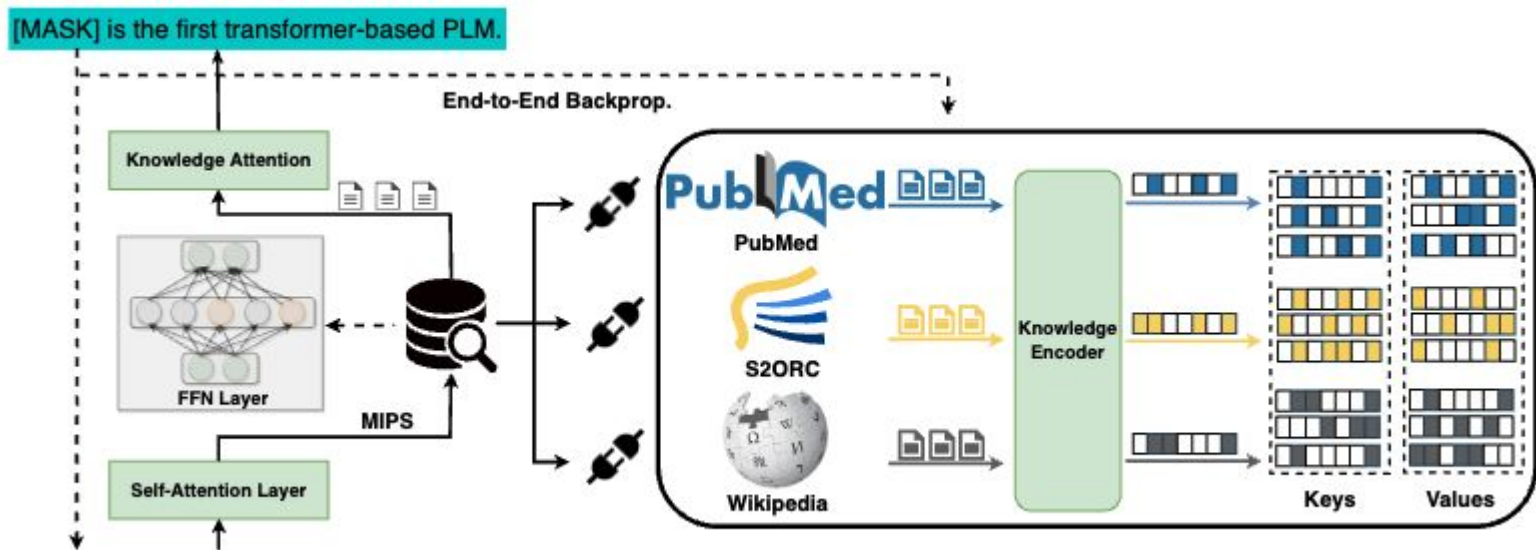 [MASK] is the first transformer-based PLM.
End-to-End Backprop.
Knowledge Attention
FFN Layer
MIPS
Self-Attention Layer
PubMed
PubMed
S2ORC
Wikipedia
Knowledge
Encoder
Keys
Values